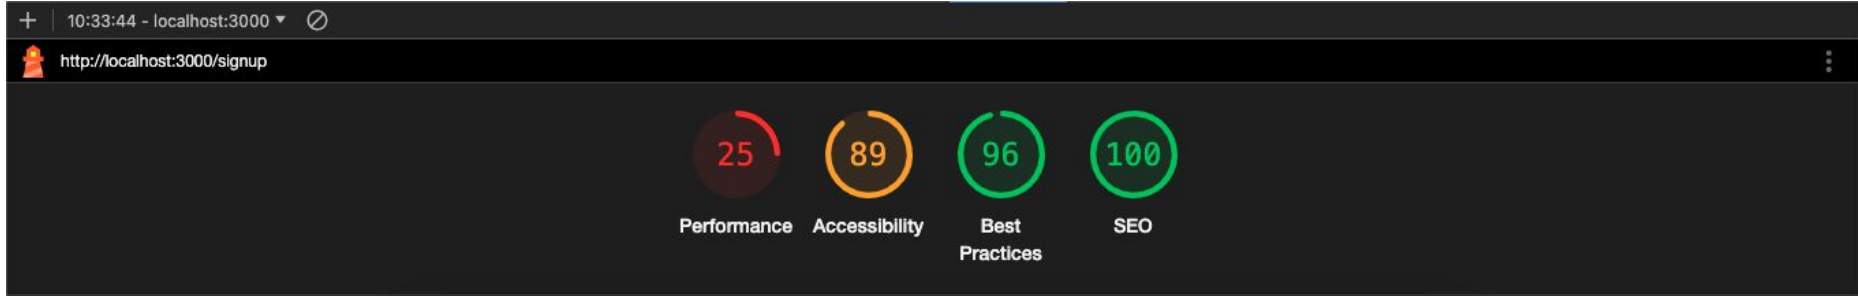 10:33:44 - localhost:3000
http://localhost:3000/signup
25 89 96 100
Performance Accessibility Best Practices SEO